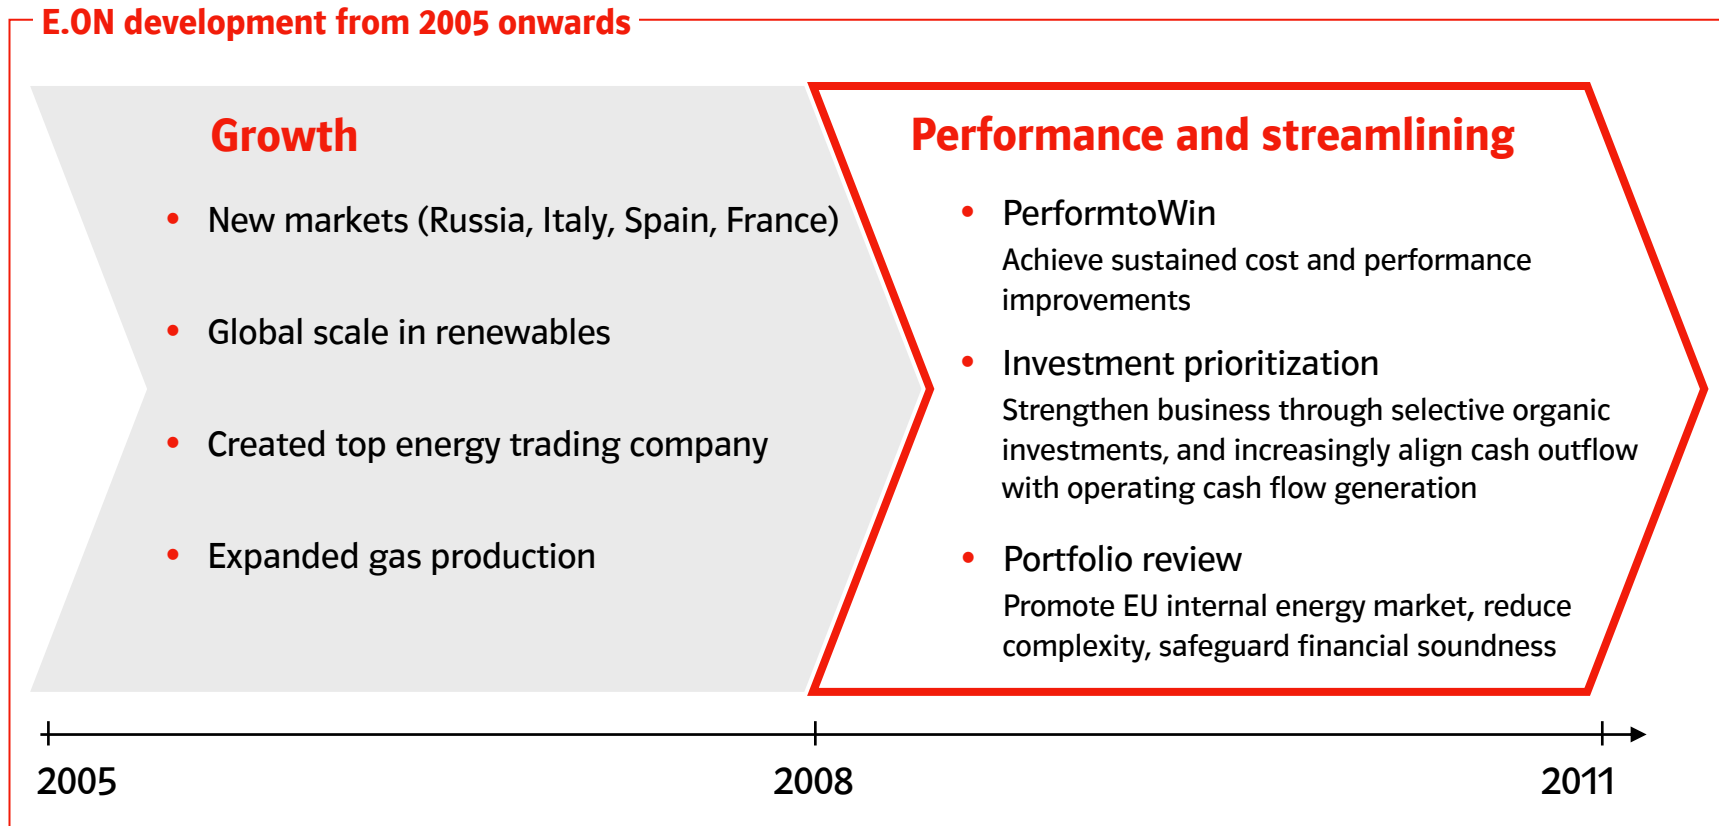 E.ON development from 2005 onwards
Growth
• New markets (Russia, Italy, Spain, France)
• Global scale in renewables
• Created top energy trading company
• Expanded gas production
Performance and streamlining
• PerformtoWin
Achieve sustained cost and performance
improvements
• Investment prioritization
Strengthen business through selective organic
investments, and increasingly align cash outflow
with operating cash flow generation
• Portfolio review
Promote EU internal energy market, reduce
complexity, safeguard financial soundness
2005
2008
2011